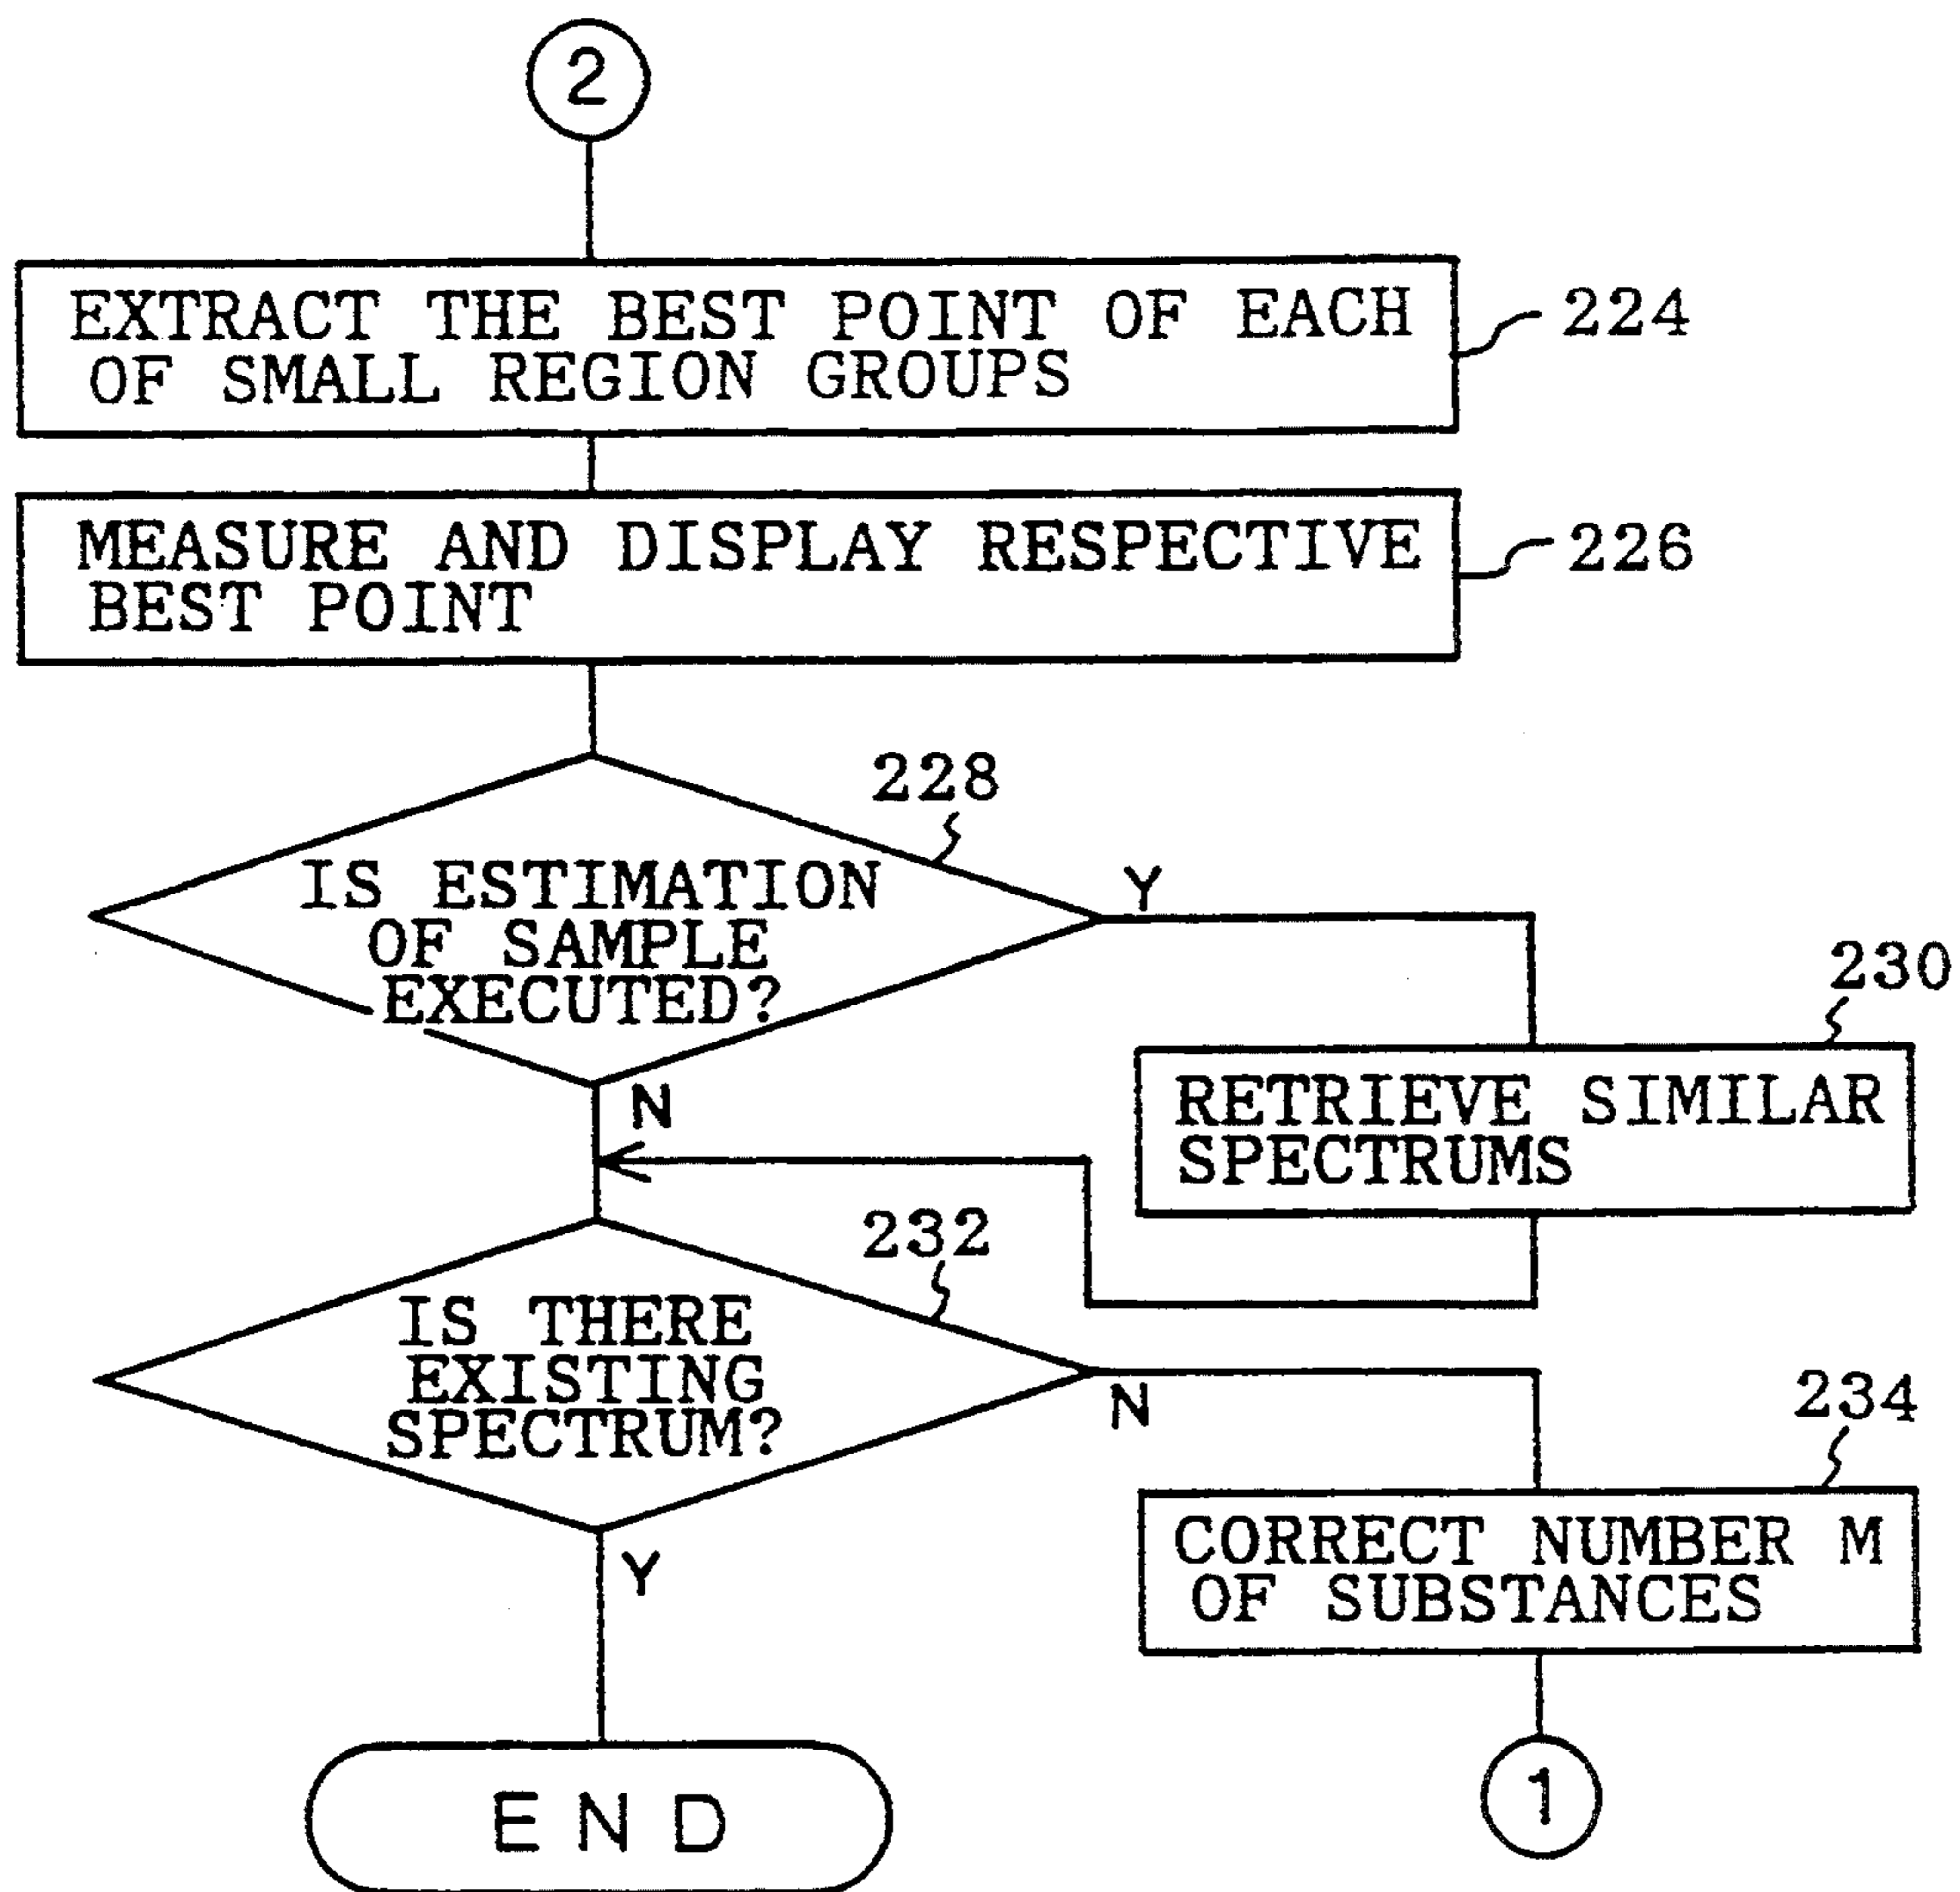 2
EXTRACT THE BEST POINT OF EACH
OF SMALL REGION GROUPS
224
MEASURE AND DISPLAY RESPECTIVE
BEST POINT
226
228
IS ESTIMATION
OF SAMPLE
EXECUTED?
Y
N
230
RETRIEVE SIMILAR
SPECTRUMS
232
IS THERE
EXISTING
SPECTRUM?
N
Y
234
CORRECT NUMBER M
OF SUBSTANCES
END
1